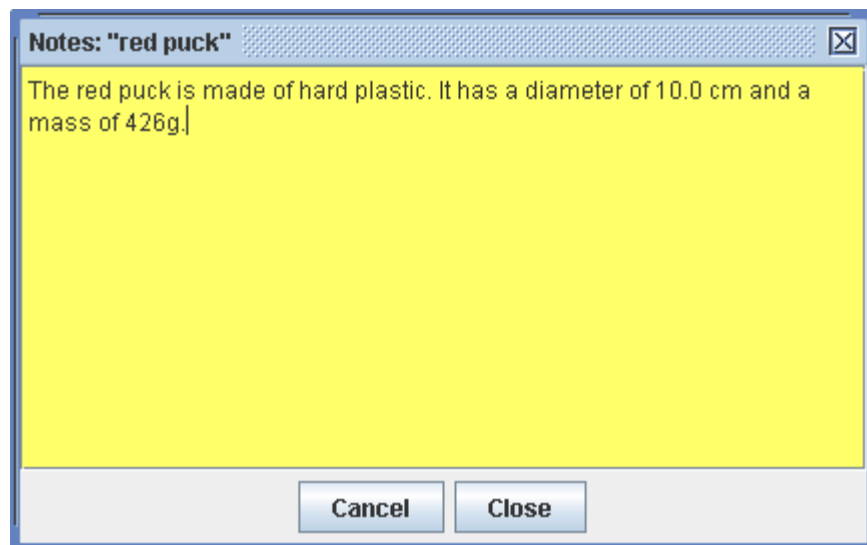 Notes: "red puck"
The red puck is made of hard plastic. It has a diameter of 10.0 cm and a
mass of 426g.
Cancel Close